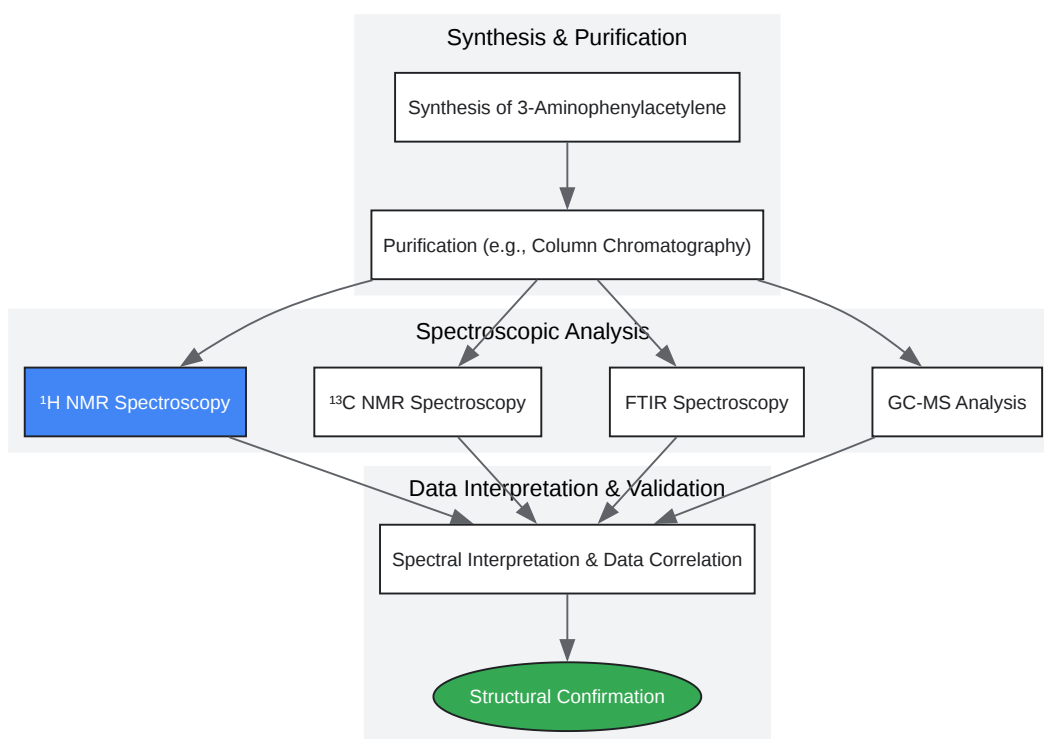 Synthesis & Purification
Synthesis of 3-Aminophenylacetylene
Purification (e.g., Column Chromatography)
Spectroscopic Analysis
¹H NMR Spectroscopy
¹³C NMR Spectroscopy
FTIR Spectroscopy
GC-MS Analysis
Data Interpretation & Validation
Spectral Interpretation & Data Correlation
Structural Confirmation